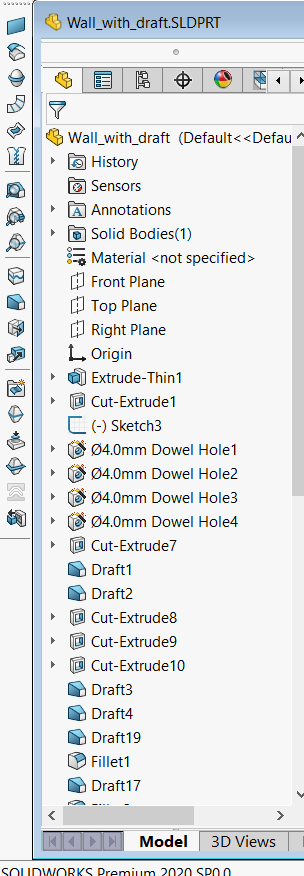 Wall_with_draft.SLDPRT
Wall_with_draft (Default<<Defau
History
Sensors
Annotations
Solid Bodies(1)
Material <not specified>
Front Plane
Top Plane
Right Plane
Origin
Extrude-Thin1
Cut-Extrude1
(-) Sketch3
Ø4.0mm Dowel Hole1
Ø4.0mm Dowel Hole2
Ø4.0mm Dowel Hole3
Ø4.0mm Dowel Hole4
Cut-Extrude7
Draft1
Draft2
Cut-Extrude8
Cut-Extrude9
Cut-Extrude10
Draft3
Draft4
Draft19
Fillet1
Draft17
Model 3D Views
SOLIDWORKS Premium 2020 SP0.0